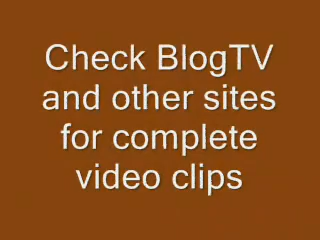 Check BlogTV
and other sites
for complete
video clips